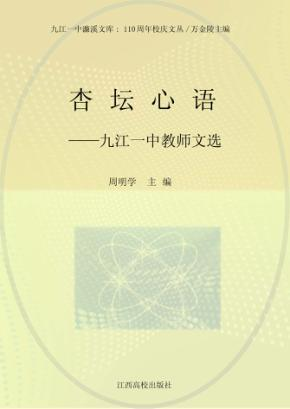 九江一中濂溪文库：110周年校庆文丛/万金陵主编
杏坛心语
——九江一中教师文选
周明学 主编
江西高校出版社